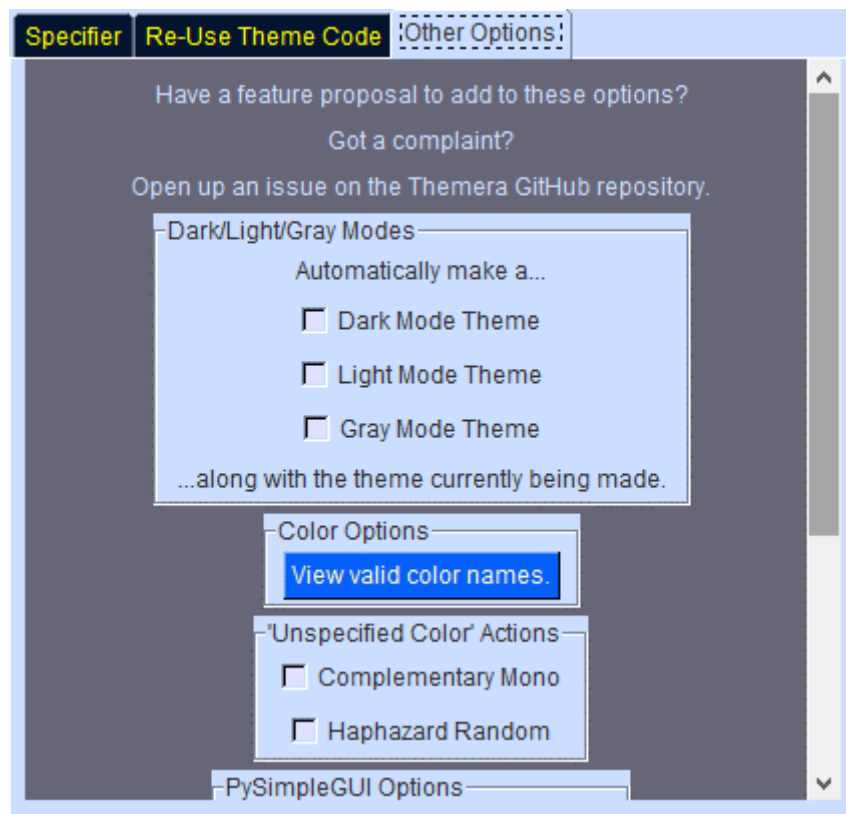 Specifier Re-Use Theme Code Other Options
Have a feature proposal to add to these options?
Got a complaint?
Open up an issue on the Themera GitHub repository.
Dark/Light/Gray Modes
Automatically make a...
Dark Mode Theme
Light Mode Theme
Gray Mode Theme
...along with the theme currently being made.
Color Options
View valid color names.
'Unspecified Color' Actions
Complementary Mono
Haphazard Random
PySimpleGUI Options